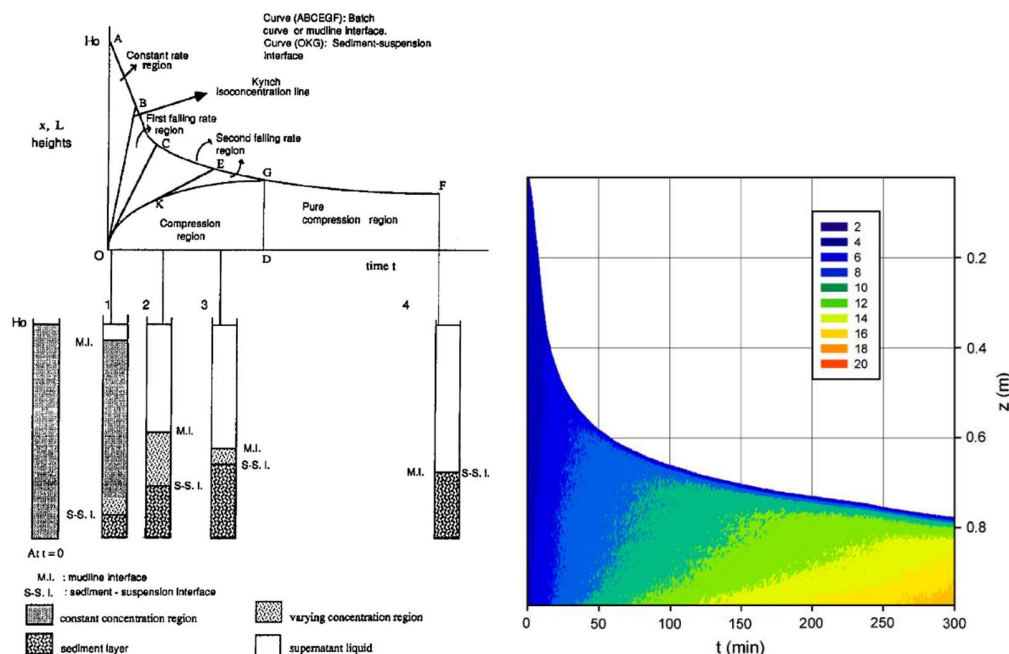 Curve (ABCEGF): Batch
curve or mudline interface.
Curve (OKG): Sediment-suspension
Interface
Ho
A
Constant rate
region
Kynch
isoconcentration line
B
x, L
heights
First falling rate
region
C
Second falling rate
region
E
G
F
K
Compression
region
Pure
compression region
O
D
time t
1
2
3
4
Ho
M.I.
M.I.
M.I.
S-S. I.
S-S. I.
M.I.
S-S. I.
S-S. I.
At t = 0
M.I. : mudline interface
S-S. I. : sediment - suspension interface
constant concentration region
varying concentration region
sediment layer
supernatant liquid
2
4
6
8
10
12
14
16
18
20
0.2
0.4
0.6
0.8
z (m)
0
50
100
150
200
250
300
t (min)